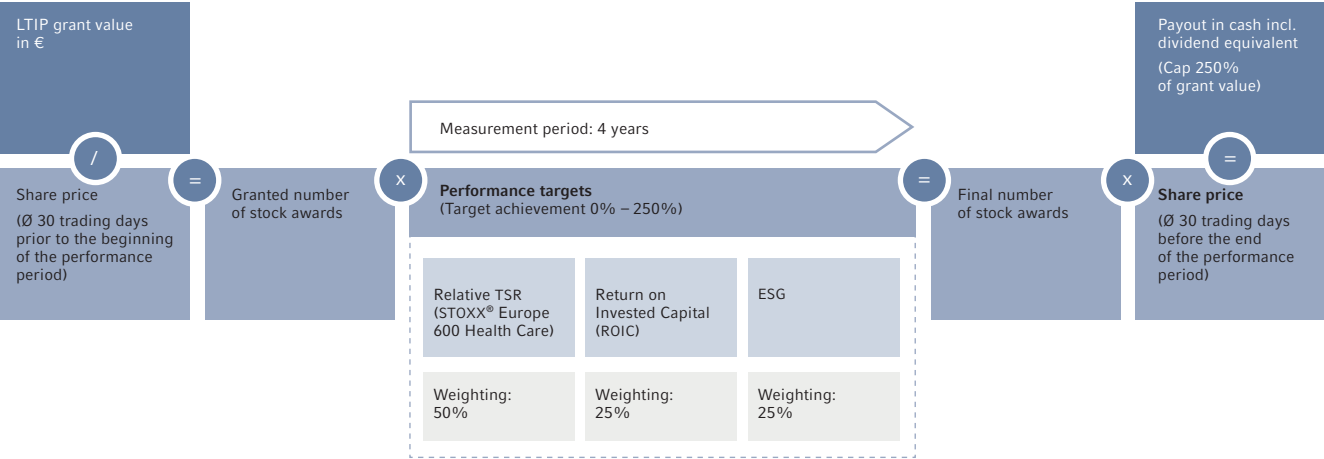 LTIP grant value
in €
/
Share price
(Ø 30 trading days
prior to the beginning
of the performance
period)
=
Granted number
of stock awards
x
Measurement period: 4 years
Performance targets
(Target achievement 0% – 250%)
Relative TSR
(STOXX® Europe
600 Health Care)
Weighting:
50%
Return on
Invested Capital
(ROIC)
Weighting:
25%
ESG
Weighting:
25%
=
Final number
of stock awards
x
Share price
(Ø 30 trading days
before the end
of the performance
period)
=
Payout in cash incl.
dividend equivalent
(Cap 250%
of grant value)